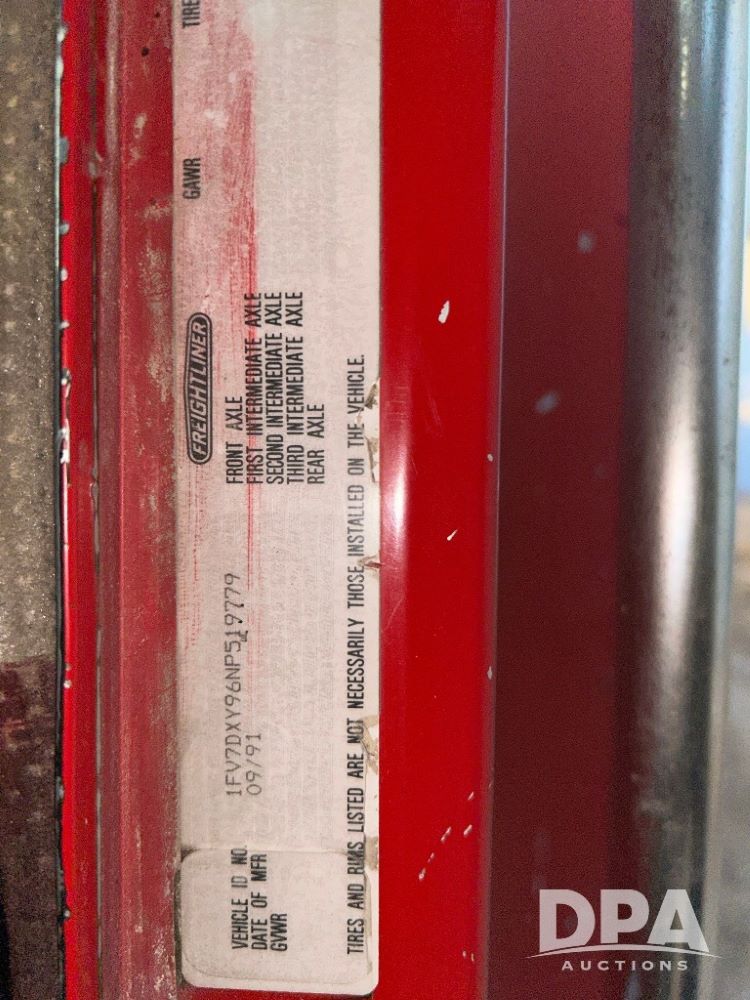 FREIGHTLINER GAWR TIRE
VEHICLE ID NO. 1FV7DXY96NP519779 FRONT AXLE
DATE OF MFR 09/91 FIRST INTERMEDIATE AXLE
GVWR SECOND INTERMEDIATE AXLE
THIRD INTERMEDIATE AXLE
REAR AXLE
TIRES AND RIMS LISTED ARE NOT NECESSARILY THOSE INSTALLED ON THE VEHICLE.
DPA
AUCTIONS